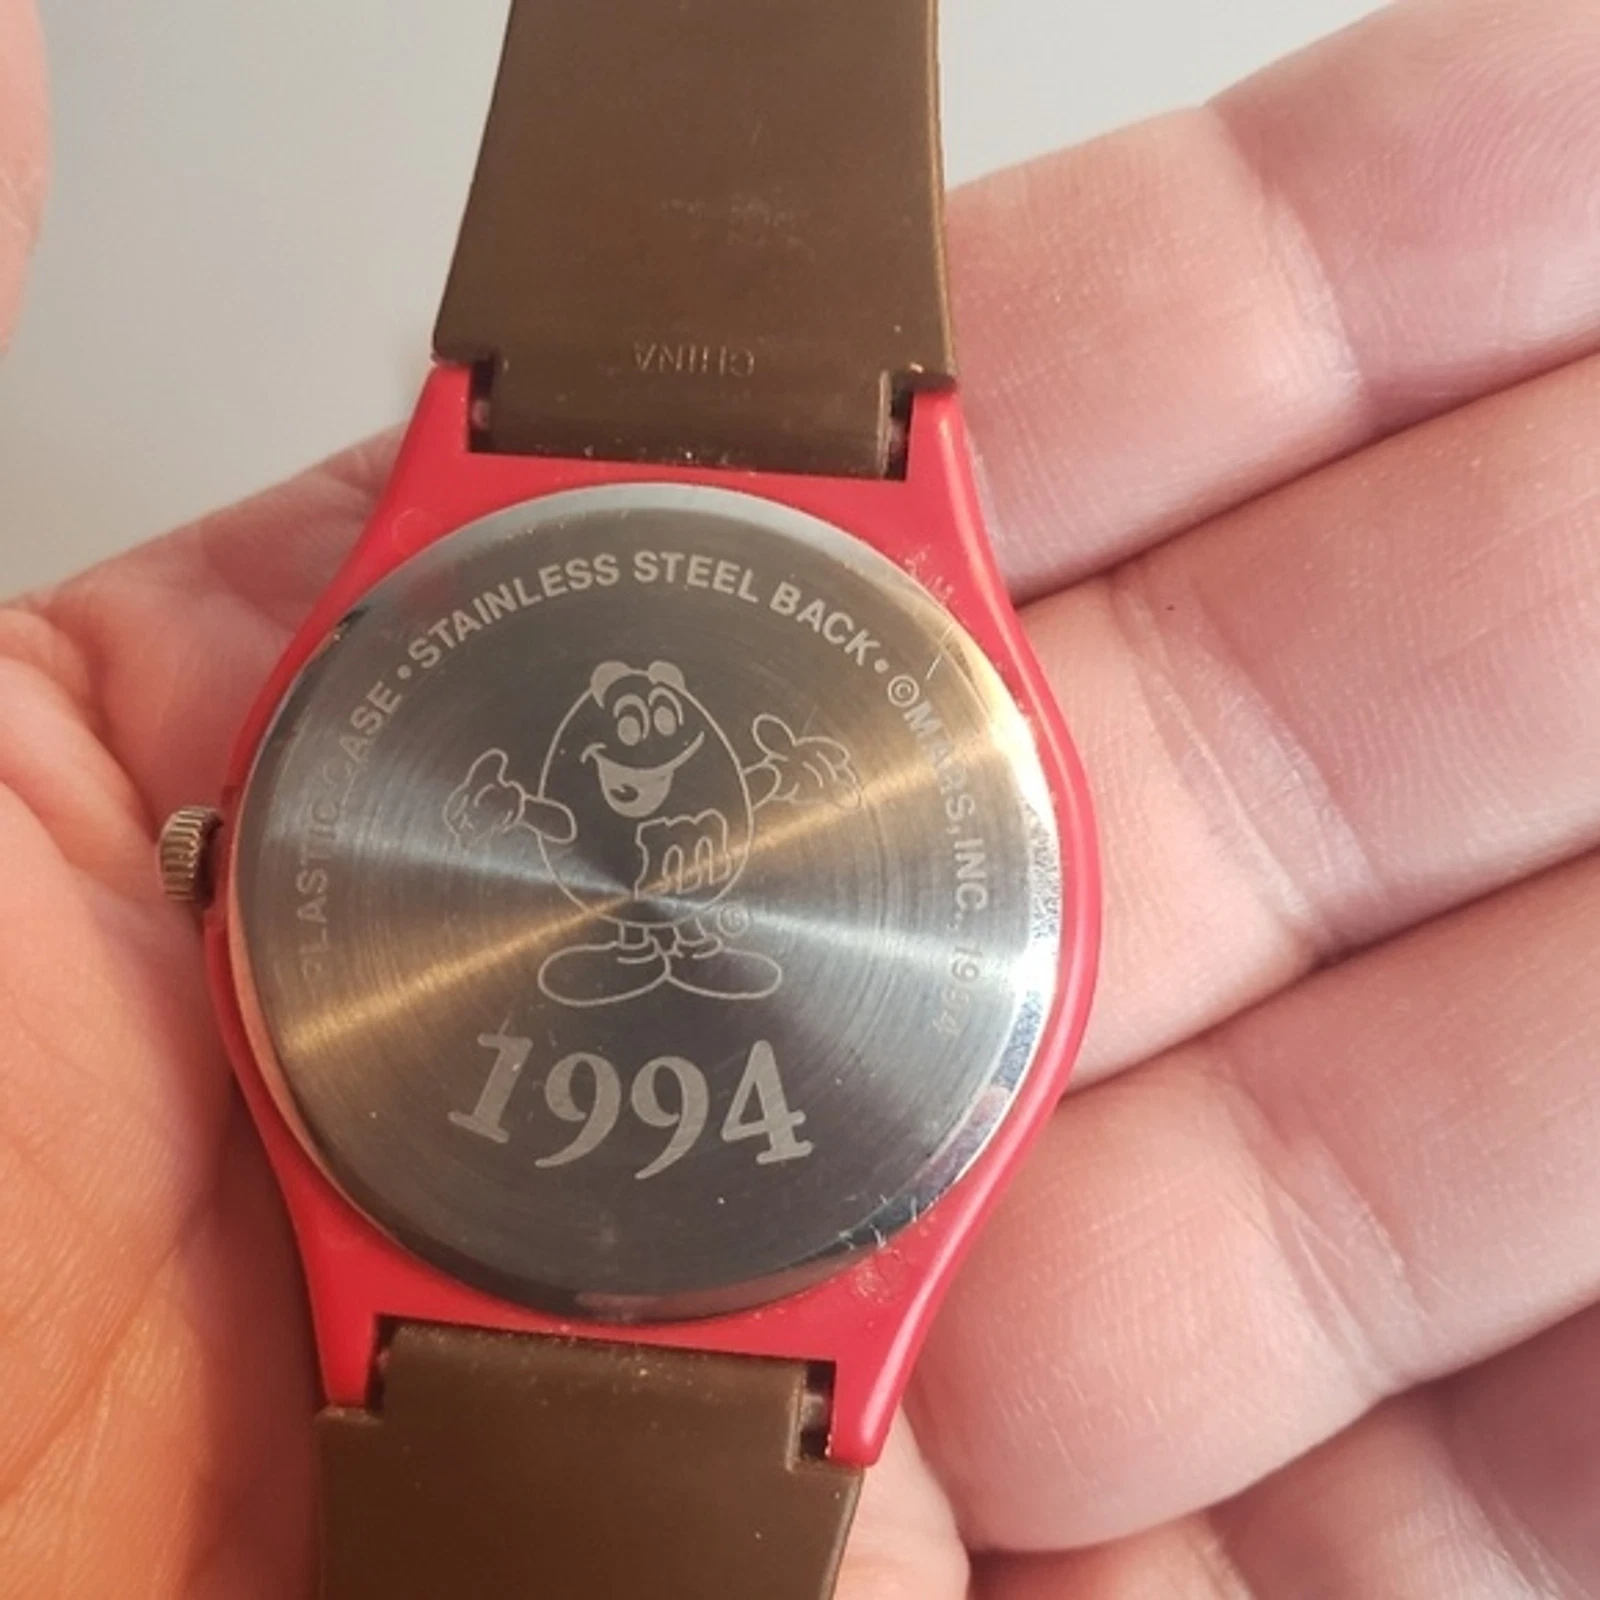 CHINA
PLASTIC CASE • STAINLESS STEEL BACK • ©MARS, INC., 1994
m
©
1994